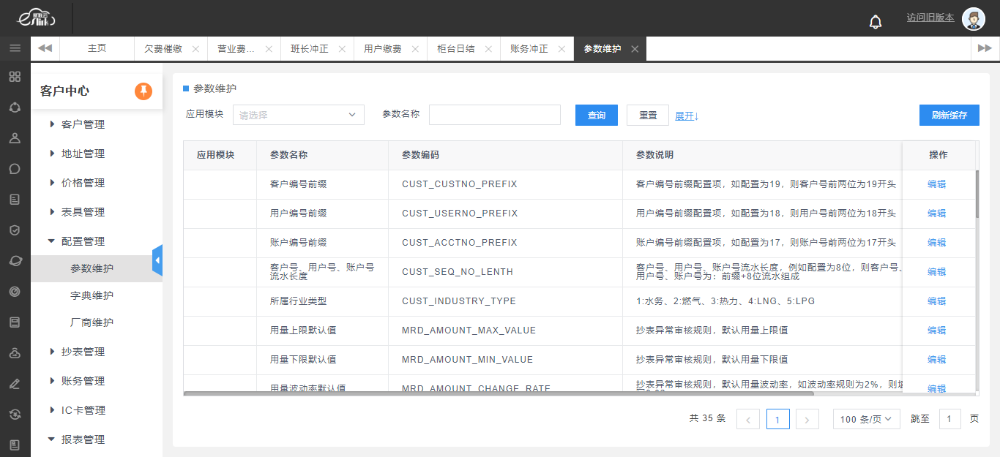 易联云
eslink
访问旧版本
主页
欠费催缴
营业费...
班长冲正
用户缴费
柜台日结
账务冲正
参数维护
客户中心
客户管理
地址管理
价格管理
表具管理
配置管理
参数维护
字典维护
厂商维护
抄表管理
账务管理
IC卡管理
报表管理
参数维护
应用模块 请选择 参数名称 查询 重置 展开↓ 刷新缓存
应用模块 参数名称 参数编码 参数说明 操作
客户编号前缀 CUST_CUSTNO_PREFIX 客户编号前缀配置项，如配置为19，则客户号前两位为19开头 编辑
用户编号前缀 CUST_USERNO_PREFIX 用户编号前缀配置项，如配置为18，则用户号前两位为18开头 编辑
账户编号前缀 CUST_ACCTNO_PREFIX 账户编号前缀配置项，如配置为17，则账户号前两位为17开头 编辑
客户号、用户号、账户号
流水长度
CUST_SEQ_NO_LENTH
客户号、用户号、账户号流水长度，例如配置为8位，则客户号、
用户号、账户号为：前缀+8位流水组成
编辑
所属行业类型 CUST_INDUSTRY_TYPE 1:水务、2:燃气、3:热力、4:LNG、5:LPG 编辑
用量上限默认值 MRD_AMOUNT_MAX_VALUE 抄表异常审核规则，默认用量上限值 编辑
用量下限默认值 MRD_AMOUNT_MIN_VALUE 抄表异常审核规则，默认用量下限值 编辑
用量波动率默认值 MRD_AMOUNT_CHANGE_RATE 抄表异常审核规则，默认用量波动率，如波动率规则为2%，则 编辑
共 35 条 1 100 条/页 跳至 1 页